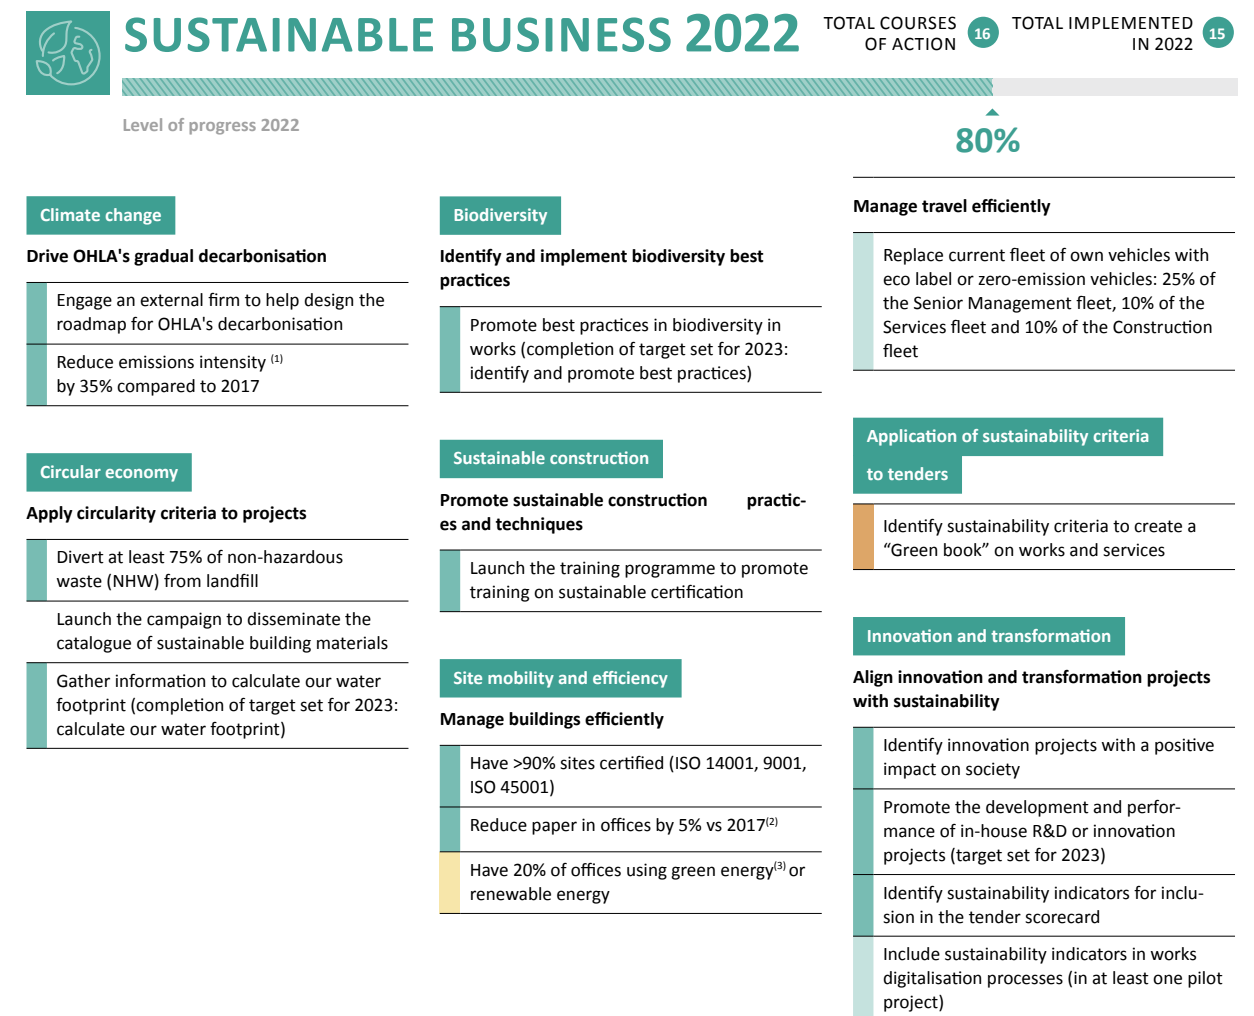 SUSTAINABLE BUSINESS 2022
TOTAL COURSES
OF ACTION
16
TOTAL IMPLEMENTED
IN 2022
15
Level of progress 2022
80%
Climate change
Drive OHLA's gradual decarbonisation
Engage an external firm to help design the
roadmap for OHLA's decarbonisation
Reduce emissions intensity (1)
by 35% compared to 2017
Circular economy
Apply circularity criteria to projects
Divert at least 75% of non-hazardous
waste (NHW) from landfill
Launch the campaign to disseminate the
catalogue of sustainable building materials
Gather information to calculate our water
footprint (completion of target set for 2023:
calculate our water footprint)
Biodiversity
Identify and implement biodiversity best
practices
Promote best practices in biodiversity in
works (completion of target set for 2023:
identify and promote best practices)
Sustainable construction
Promote sustainable construction practic-
es and techniques
Launch the training programme to promote
training on sustainable certification
Site mobility and efficiency
Manage buildings efficiently
Have >90% sites certified (ISO 14001, 9001,
ISO 45001)
Reduce paper in offices by 5% vs 2017(2)
Have 20% of offices using green energy(3) or
renewable energy
Manage travel efficiently
Replace current fleet of own vehicles with
eco label or zero-emission vehicles: 25% of
the Senior Management fleet, 10% of the
Services fleet and 10% of the Construction
fleet
Application of sustainability criteria
to tenders
Identify sustainability criteria to create a
“Green book” on works and services
Innovation and transformation
Align innovation and transformation projects
with sustainability
Identify innovation projects with a positive
impact on society
Promote the development and perfor-
mance of in-house R&D or innovation
projects (target set for 2023)
Identify sustainability indicators for inclu-
sion in the tender scorecard
Include sustainability indicators in works
digitalisation processes (in at least one pilot
project)